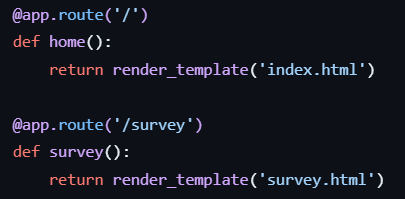 @app.route('/')
def home():
    return render_template('index.html')

@app.route('/survey')
def survey():
    return render_template('survey.html')